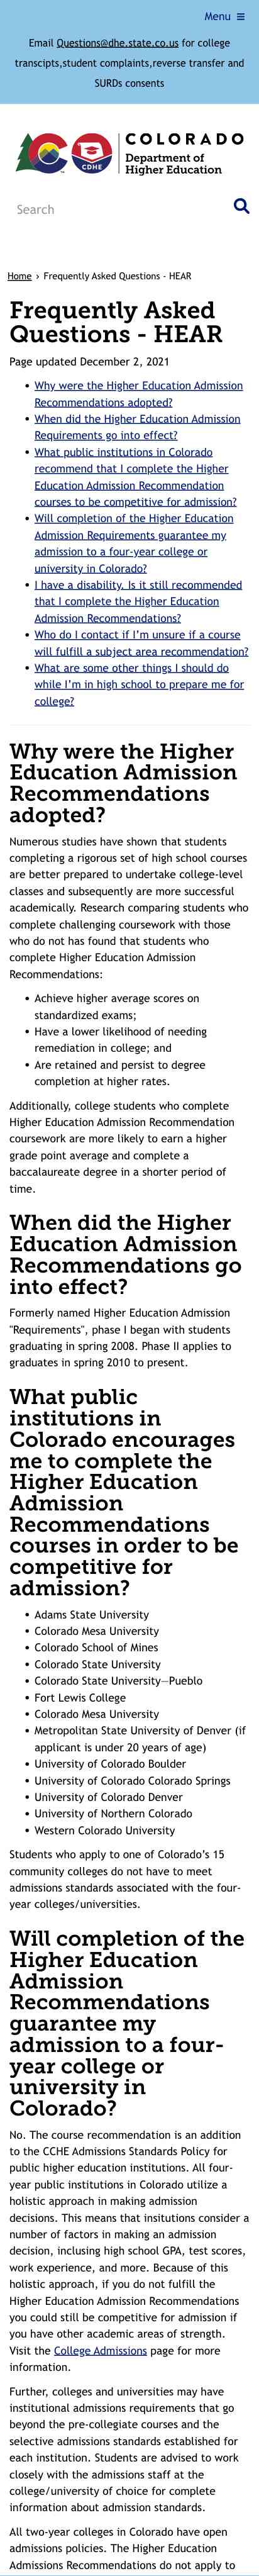 Menu ≡
Email Questions@dhe.state.co.us for college
transcipts,student complaints,reverse transfer and
SURDs consents
CDHE
COLORADO
Department of
Higher Education
Search
Home › Frequently Asked Questions - HEAR
Frequently Asked
Questions - HEAR
Page updated December 2, 2021
• Why were the Higher Education Admission
Recommendations adopted?
• When did the Higher Education Admission
Requirements go into effect?
• What public institutions in Colorado
recommend that I complete the Higher
Education Admission Recommendation
courses to be competitive for admission?
• Will completion of the Higher Education
Admission Requirements guarantee my
admission to a four-year college or
university in Colorado?
• I have a disability. Is it still recommended
that I complete the Higher Education
Admission Recommendations?
• Who do I contact if I’m unsure if a course
will fulfill a subject area recommendation?
• What are some other things I should do
while I’m in high school to prepare me for
college?
Why were the Higher
Education Admission
Recommendations
adopted?
Numerous studies have shown that students
completing a rigorous set of high school courses
are better prepared to undertake college-level
classes and subsequently are more successful
academically. Research comparing students who
complete challenging coursework with those
who do not has found that students who
complete Higher Education Admission
Recommendations:
• Achieve higher average scores on
standardized exams;
• Have a lower likelihood of needing
remediation in college; and
• Are retained and persist to degree
completion at higher rates.
Additionally, college students who complete
Higher Education Admission Recommendation
coursework are more likely to earn a higher
grade point average and complete a
baccalaureate degree in a shorter period of
time.
When did the Higher
Education Admission
Recommendations go
into effect?
Formerly named Higher Education Admission
"Requirements", phase I began with students
graduating in spring 2008. Phase II applies to
graduates in spring 2010 to present.
What public
institutions in
Colorado encourages
me to complete the
Higher Education
Admission
Recommendations
courses in order to be
competitive for
admission?
• Adams State University
• Colorado Mesa University
• Colorado School of Mines
• Colorado State University
• Colorado State University—Pueblo
• Fort Lewis College
• Colorado Mesa University
• Metropolitan State University of Denver (if
applicant is under 20 years of age)
• University of Colorado Boulder
• University of Colorado Colorado Springs
• University of Colorado Denver
• University of Northern Colorado
• Western Colorado University
Students who apply to one of Colorado’s 15
community colleges do not have to meet
admissions standards associated with the four-
year colleges/universities.
Will completion of the
Higher Education
Admission
Recommendations
guarantee my
admission to a four-
year college or
university in
Colorado?
No. The course recommendation is an addition
to the CCHE Admissions Standards Policy for
public higher education institutions. All four-
year public institutions in Colorado utilize a
holistic approach in making admission
decisions. This means that insitutions consider a
number of factors in making an admission
decision, inclusing high school GPA, test scores,
work experience, and more. Because of this
holistic approach, if you do not fulfill the
Higher Education Admission Recommendations
you could still be competitive for admission if
you have other academic areas of strength.
Visit the College Admissions page for more
information.
Further, colleges and universities may have
institutional admissions requirements that go
beyond the pre-collegiate courses and the
selective admissions standards established for
each institution. Students are advised to work
closely with the admissions staff at the
college/university of choice for complete
information about admission standards.
All two-year colleges in Colorado have open
admissions policies. The Higher Education
Admissions Recommendations do not apply to